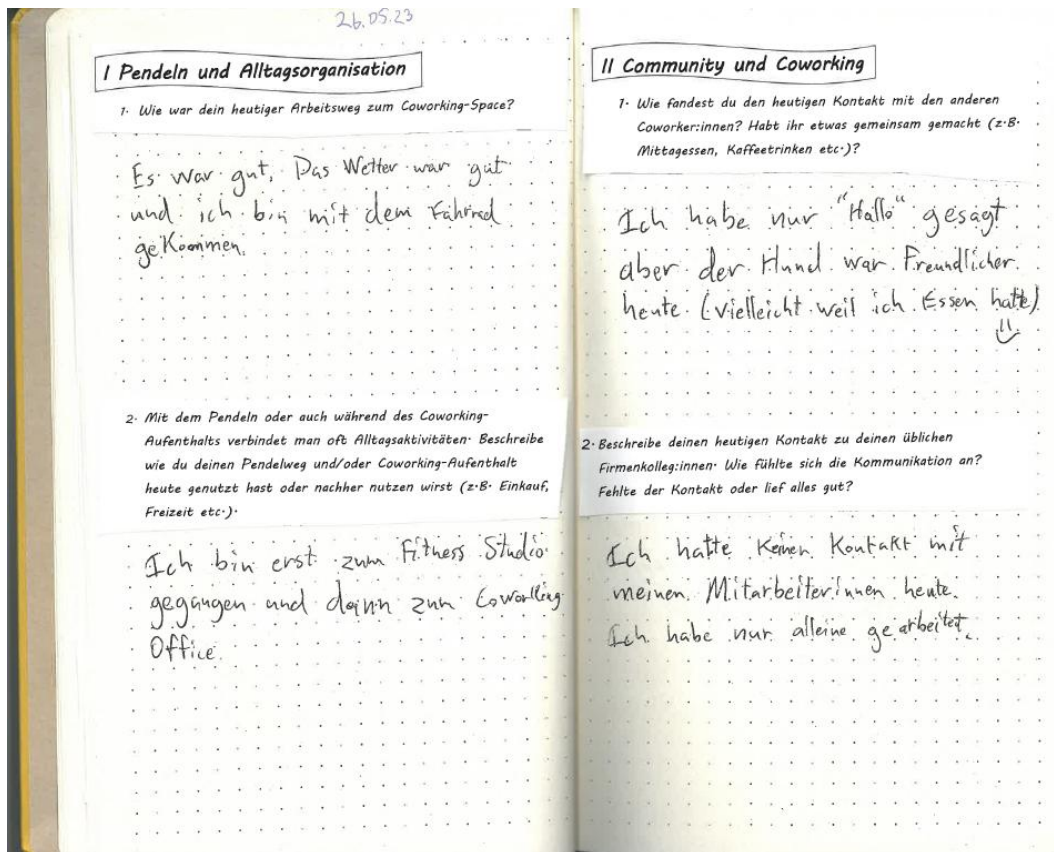 26.05.23
I Pendeln und Alltagsorganisation
1. Wie war dein heutiger Arbeitsweg zum Coworking-Space?
Es war gut, Das Wetter war gut
und ich bin mit dem Fahrrad
gekommen.
2. Mit dem Pendeln oder auch während des Coworking-
Aufenthalts verbindet man oft Alltagsaktivitäten. Beschreibe
wie du deinen Pendelweg und/oder Coworking-Aufenthalt
heute genutzt hast oder nachher nutzen wirst (z.B. Einkauf,
Freizeit etc.).
Ich bin erst zum Fitness Studio
gegangen und dann zum Coworking
Office.
II Community und Coworking
1. Wie fandest du den heutigen Kontakt mit den anderen
Coworker:innen? Habt ihr etwas gemeinsam gemacht (z.B.
Mittagessen, Kaffeetrinken etc.)?
Ich habe nur "Hallo" gesagt
aber der Hund war Freundlicher
heute (vielleicht weil ich Essen hatte)
2. Beschreibe deinen heutigen Kontakt zu deinen üblichen
Firmenkolleg:innen. Wie fühlte sich die Kommunikation an?
Fehlte der Kontakt oder lief alles gut?
Ich hatte Keinen Kontakt mit
meinen Mitarbeiter:innen heute.
Ich habe nur alleine gearbeitet.